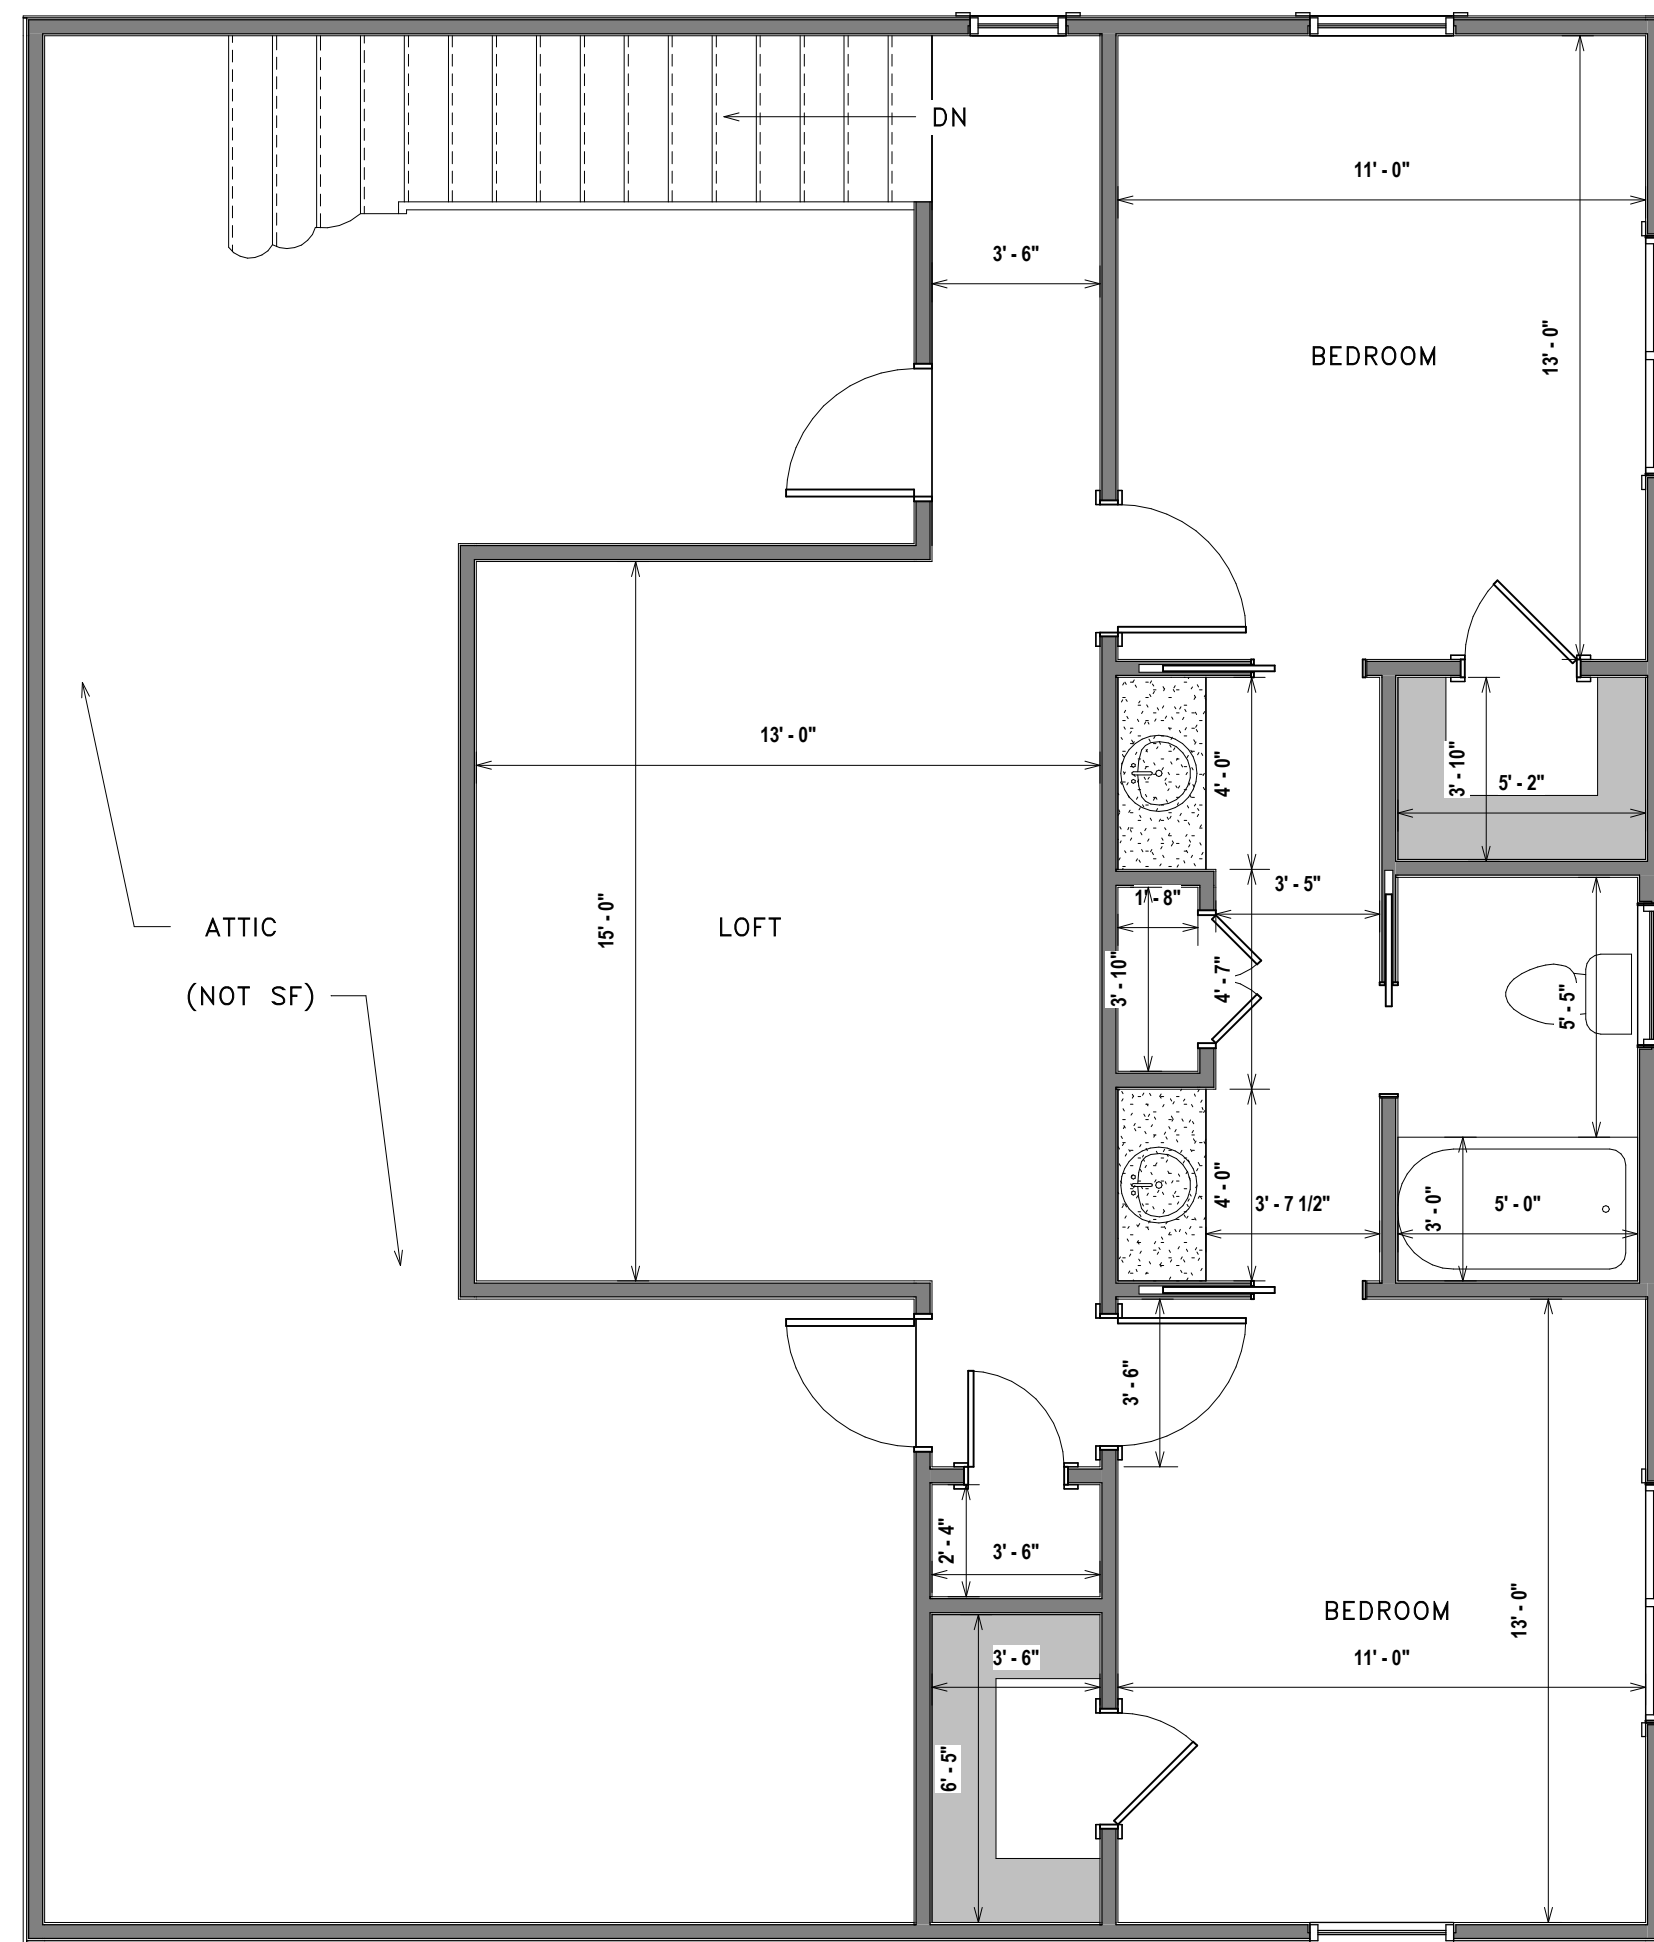 DN
11' - 0"
3' - 6"
13' - 0"
BEDROOM
13' - 0"
4' - 0"
3' - 10"
5' - 2"
3' - 5"
1' - 8"
15' - 0"
ATTIC
LOFT
3' - 10"
4' - 7"
5' - 5"
(NOT SF)
4' - 0"
3' - 7 1/2"
3' - 0"
5' - 0"
3' - 6"
2' - 4"
3' - 6"
BEDROOM
13' - 0"
3' - 6"
11' - 0"
6' - 5"